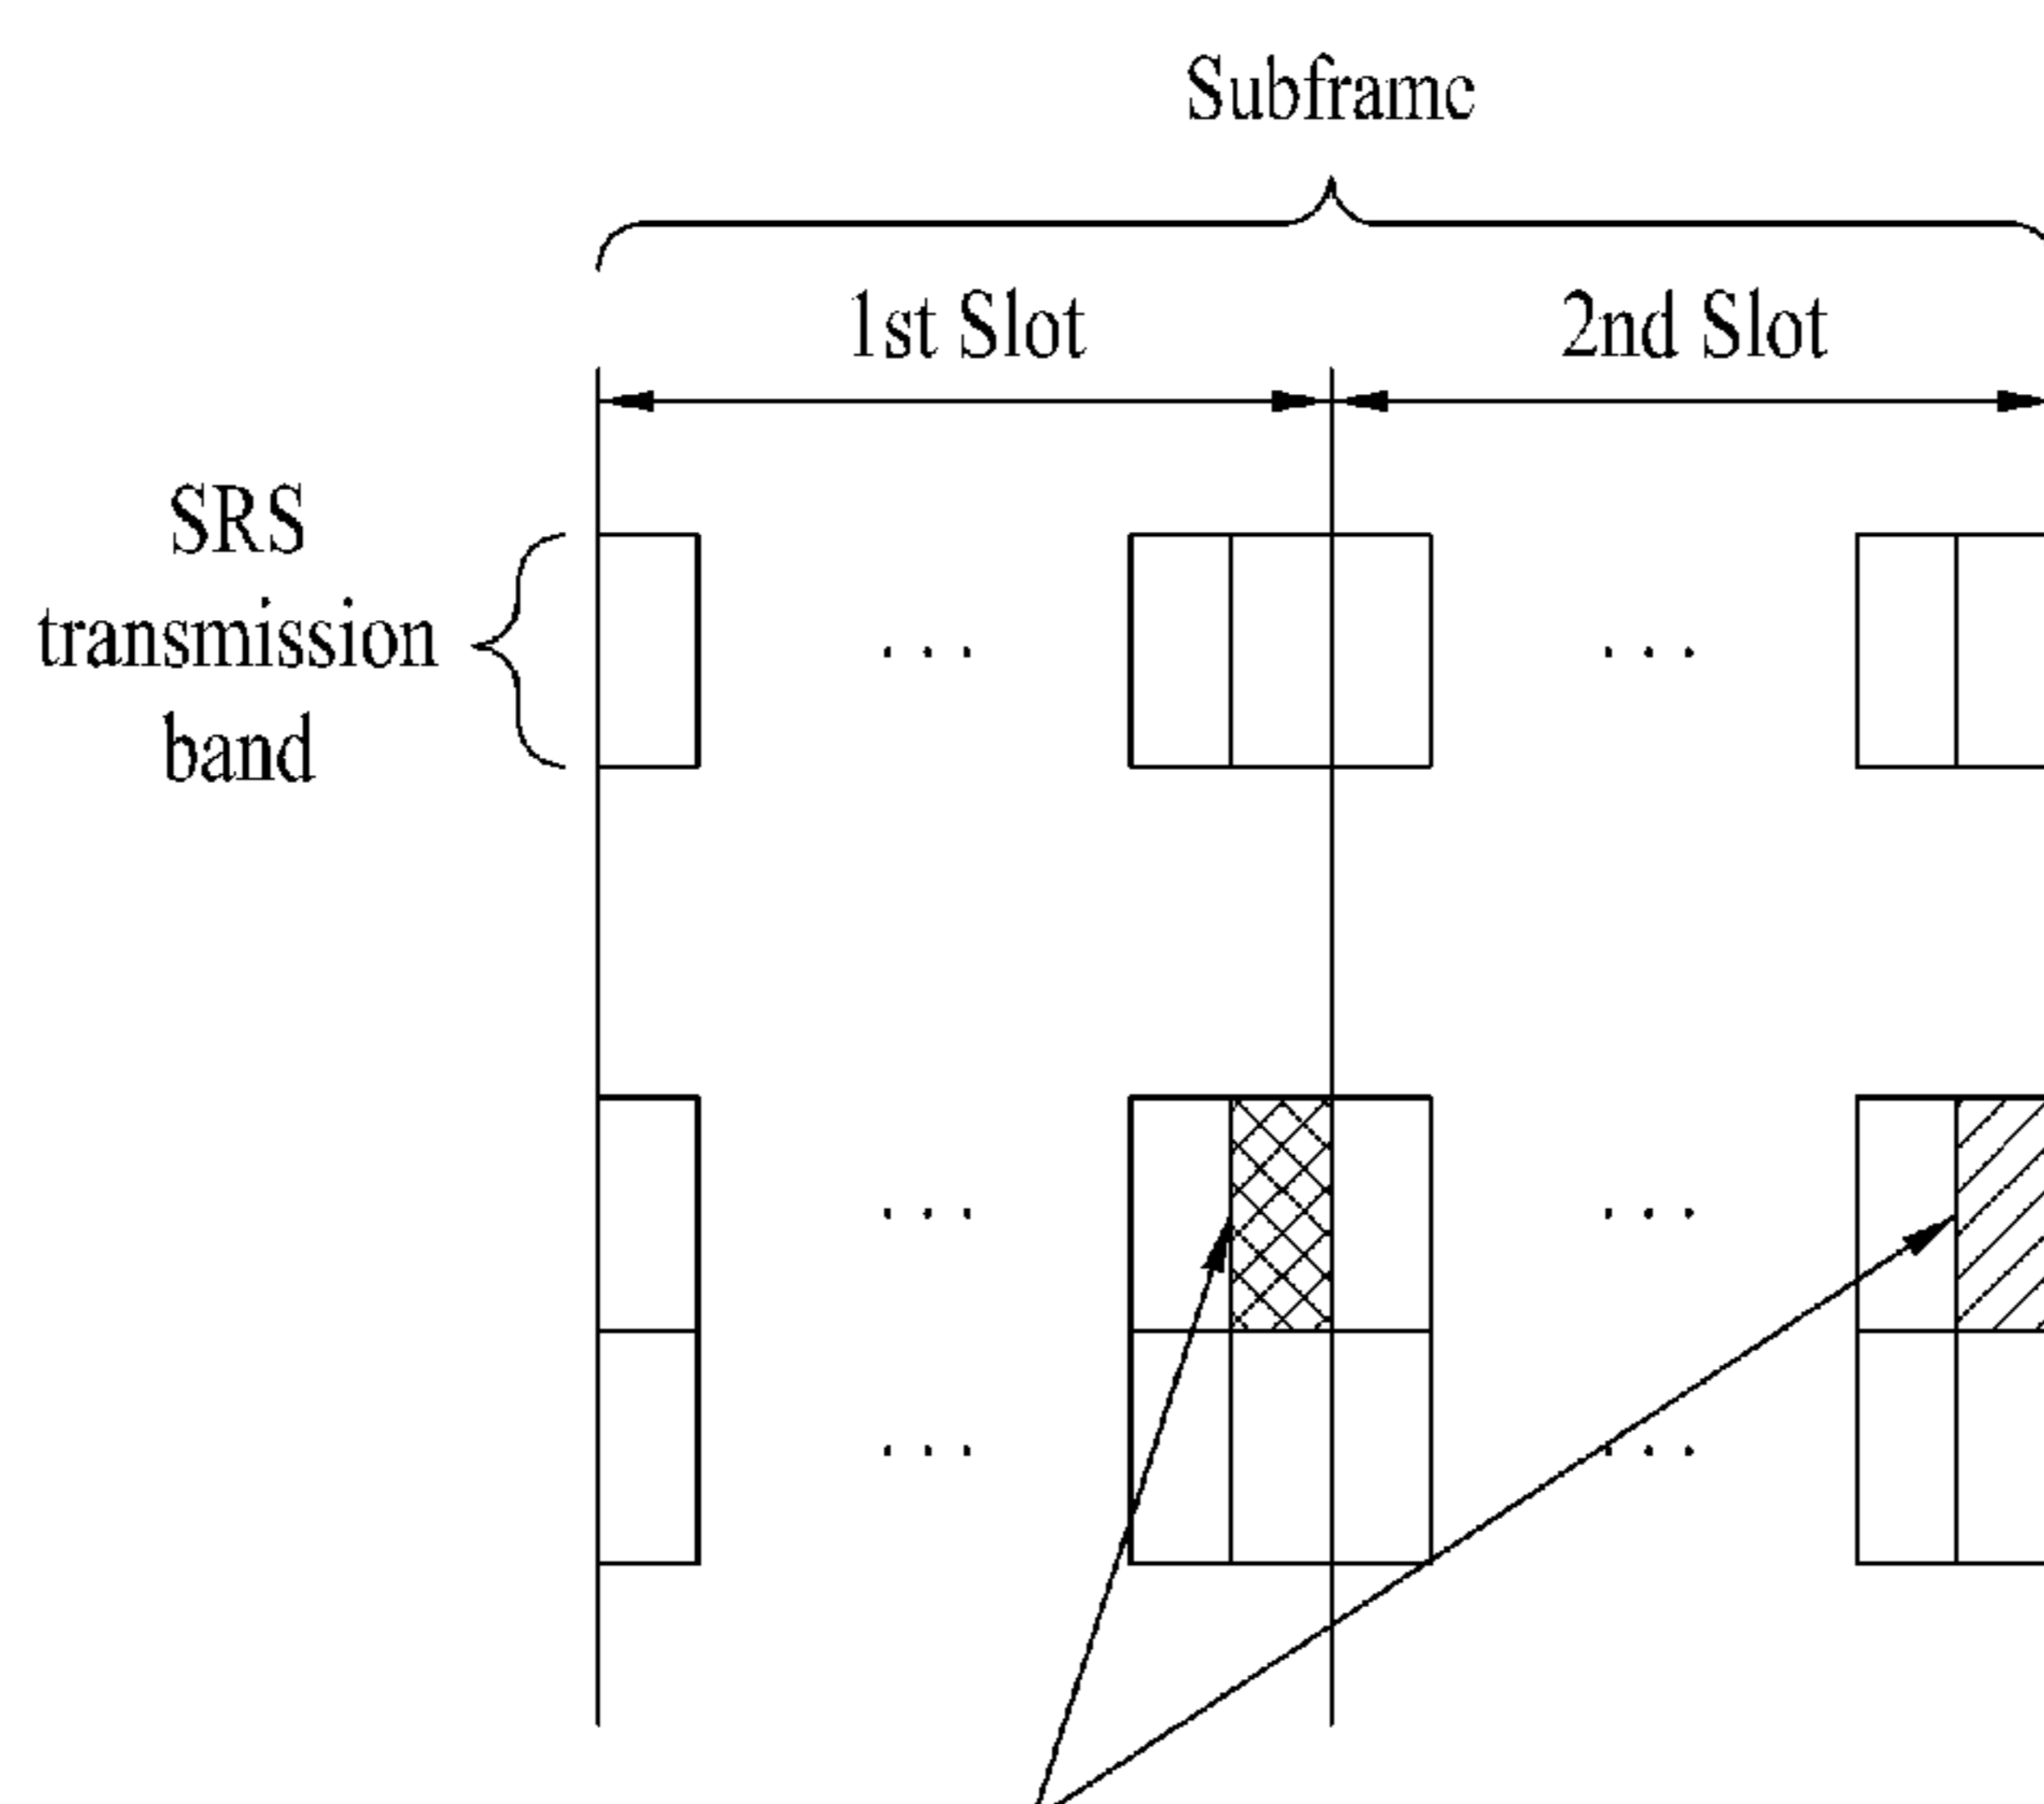 Subframe
1st Slot
2nd Slot
SRS
transmission
band
. . .
. . .
. . .
. . .
. . .
. . .